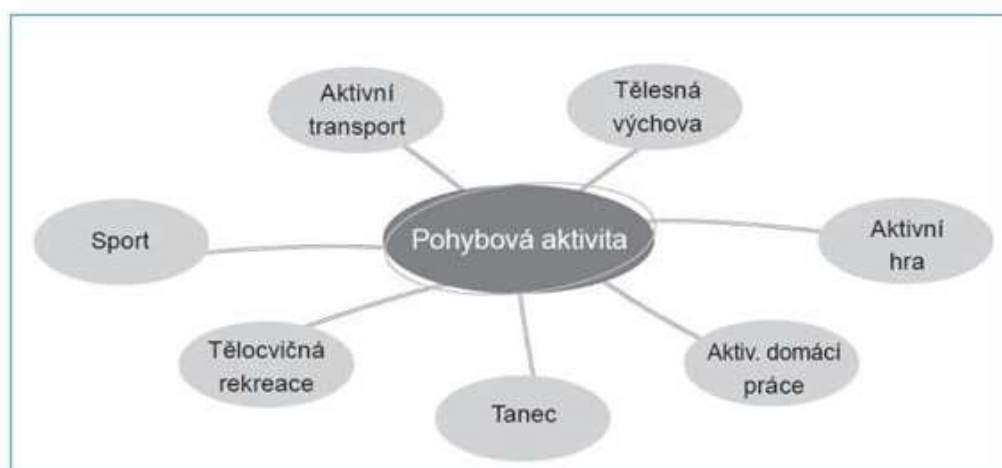 Aktivní
transport
Tělesná
výchova
Sport
Pohybová aktivita
Aktivní
hra
Tělocvičná
rekreace
Aktiv. domácí
práce
Tanec